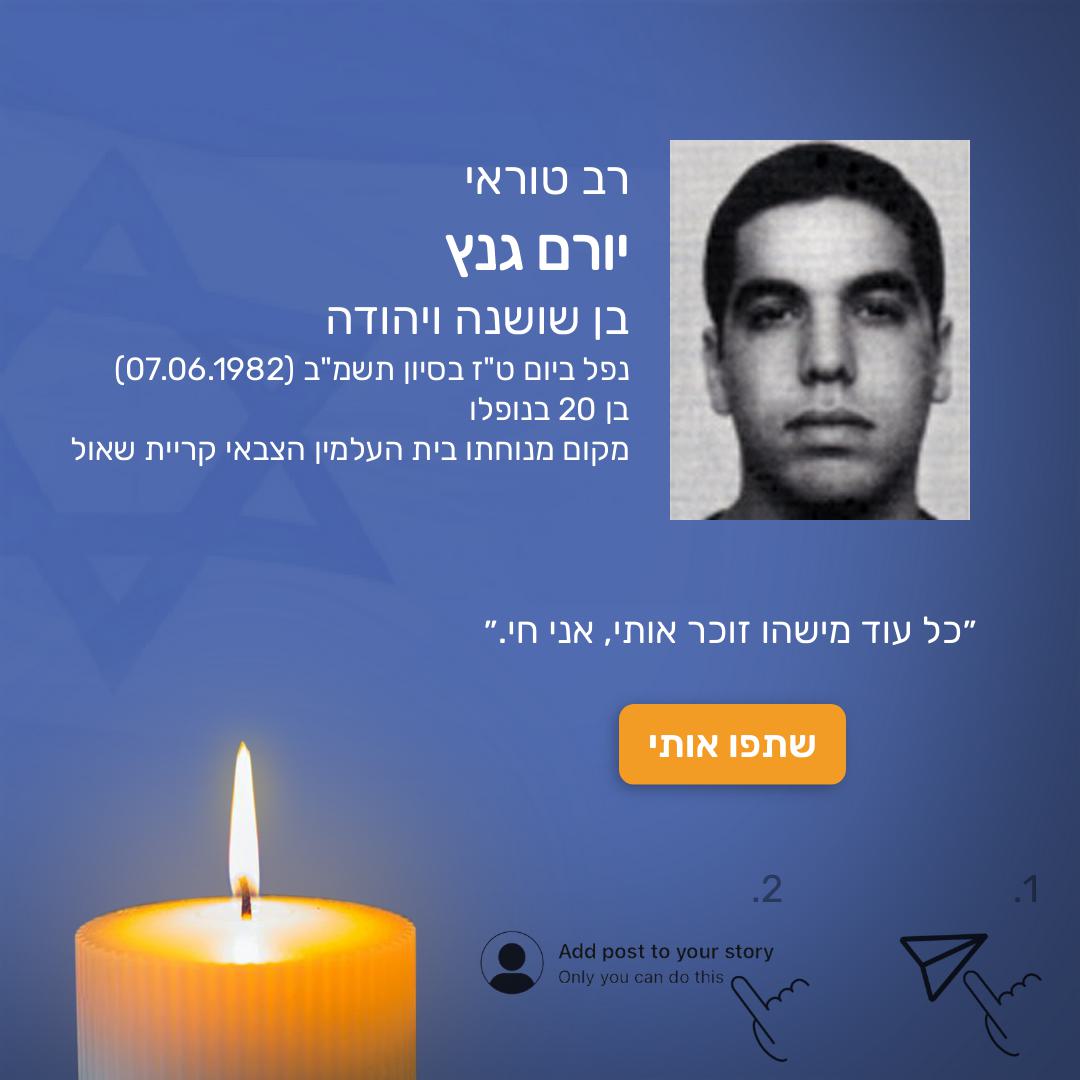 רב טוראי
יורם גנץ
בן שושנה ויהודה
נפל ביום ט"ז בסיון תשמ"ב (07.06.1982)
בן 20 בנופלו
מקום מנוחתו בית העלמין הצבאי קריית שאול
״כל עוד מישהו זוכר אותי, אני חי.״
שתפו אותי
1.
2.
Add post to your story
Only you can do this